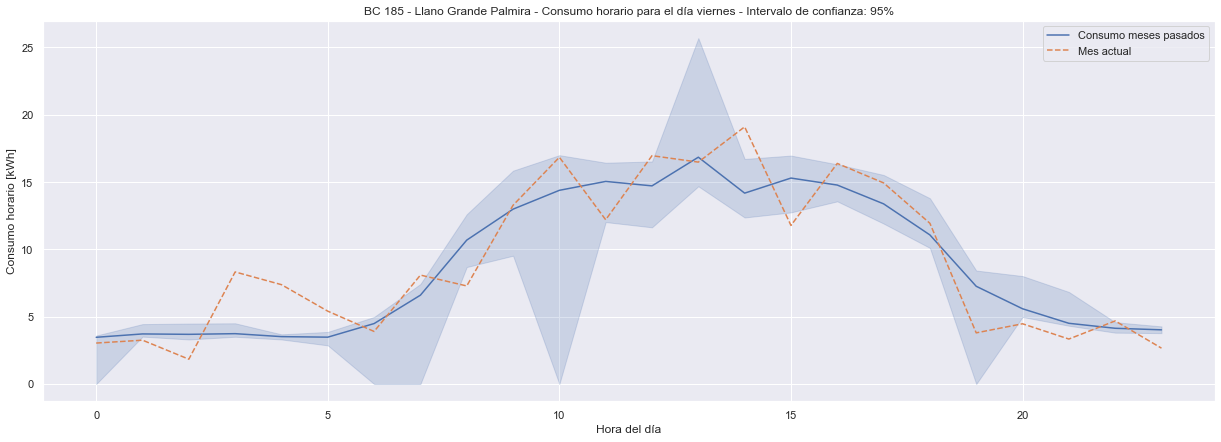 BC 185 - Llano Grande Palmira - Consumo horario para el día viernes - Intervalo de confianza: 95%
Consumo meses pasados
Mes actual
Consumo horario [kWh]
25
20
15
10
5
0
0 5 10 15 20
Hora del día